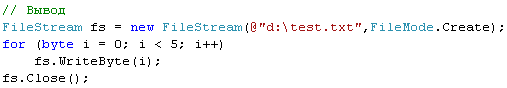 // Вывод
FileStream fs = new FileStream(@"d:\test.txt",FileMode.Create);
for (byte i = 0; i < 5; i++)
    fs.WriteByte(i);
fs.Close();